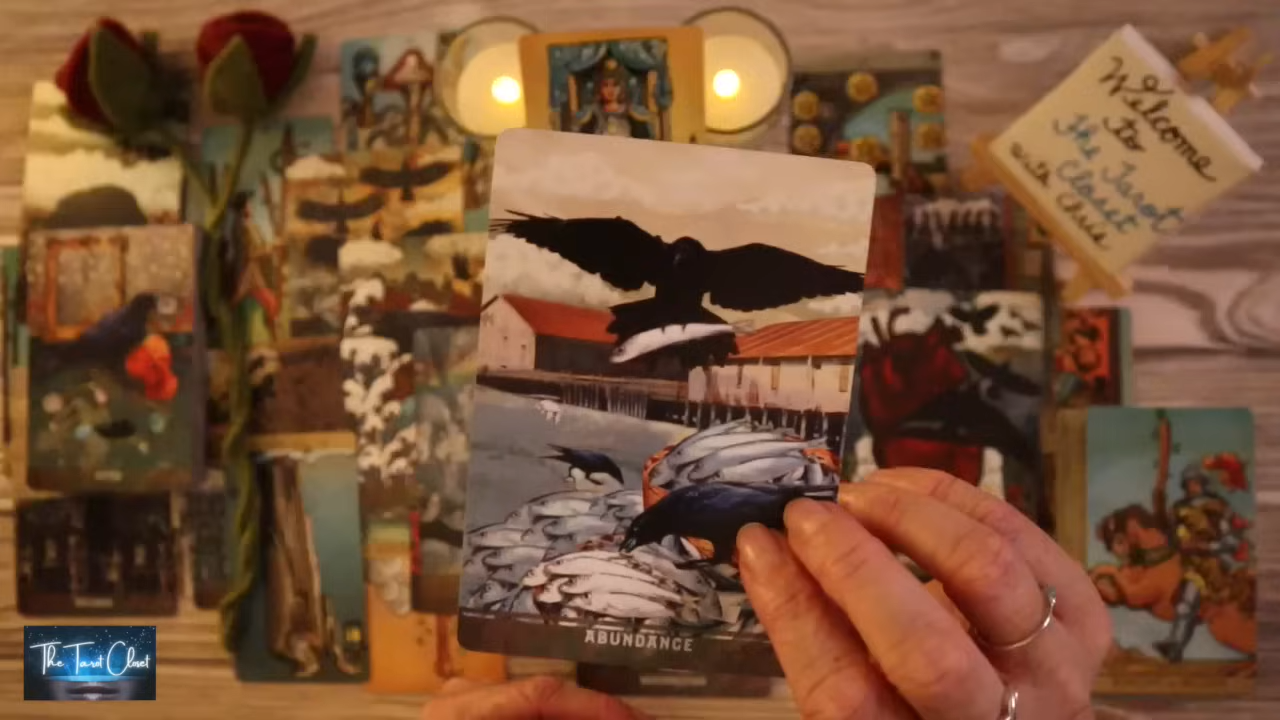 Welcome
to
The Tarot
Closet
with Chris
ABUNDANCE
The Tarot Closet